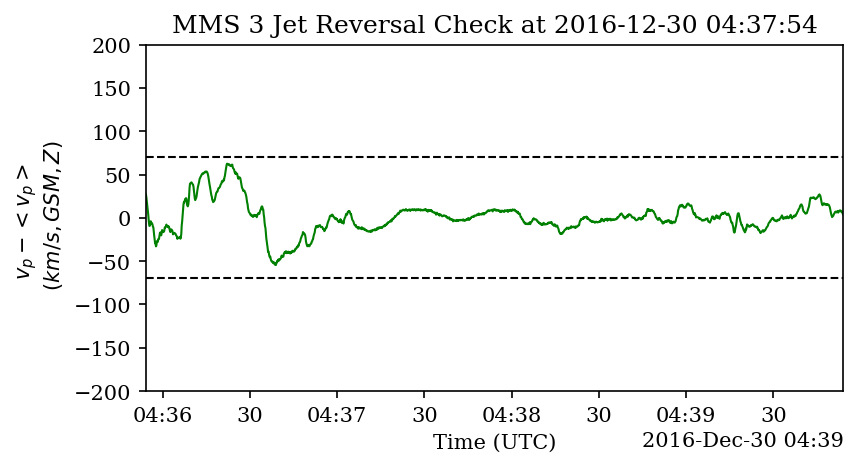 MMS 3 Jet Reversal Check at 2016-12-30 04:37:54
200
150
100
50
0
−50
−100
−150
−200
v_p − < v_p >
(km/s, GSM, Z)
04:36 30 04:37 30 04:38 30 04:39 30
Time (UTC)
2016-Dec-30 04:39